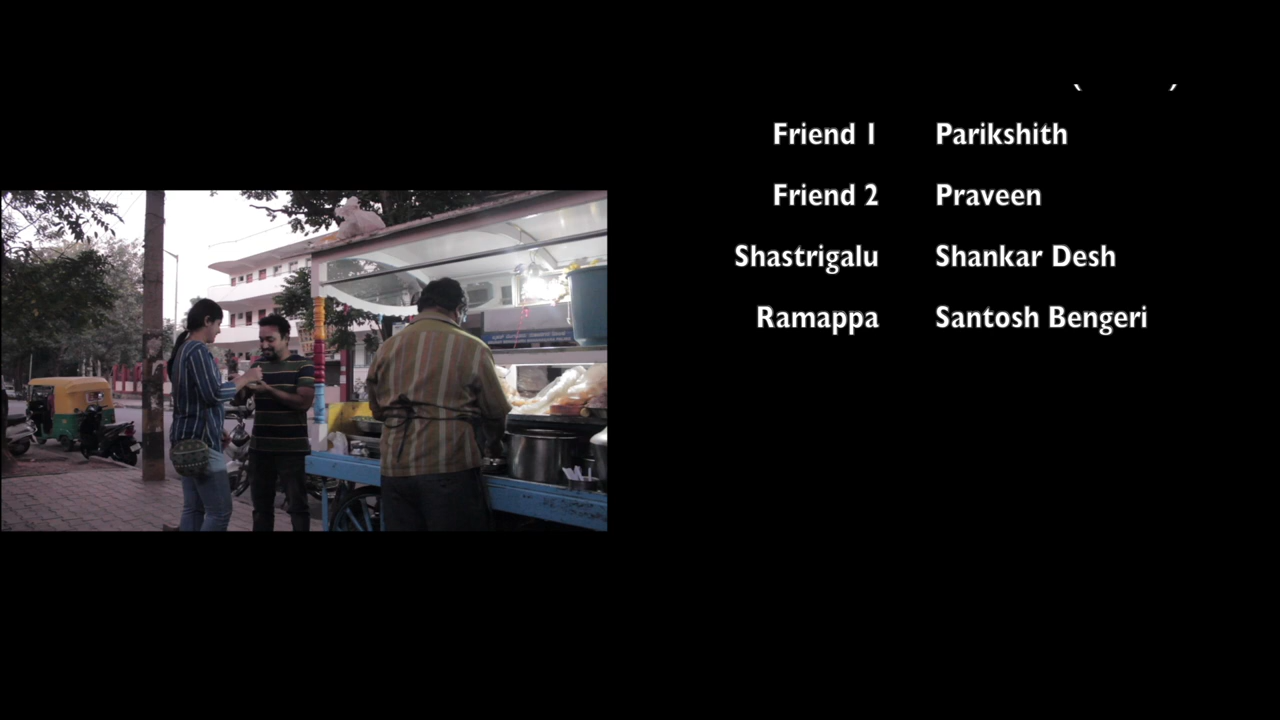 Friend 1 Parikshith
Friend 2 Praveen
Shastrigalu Shankar Desh
Ramappa Santosh Bengeri